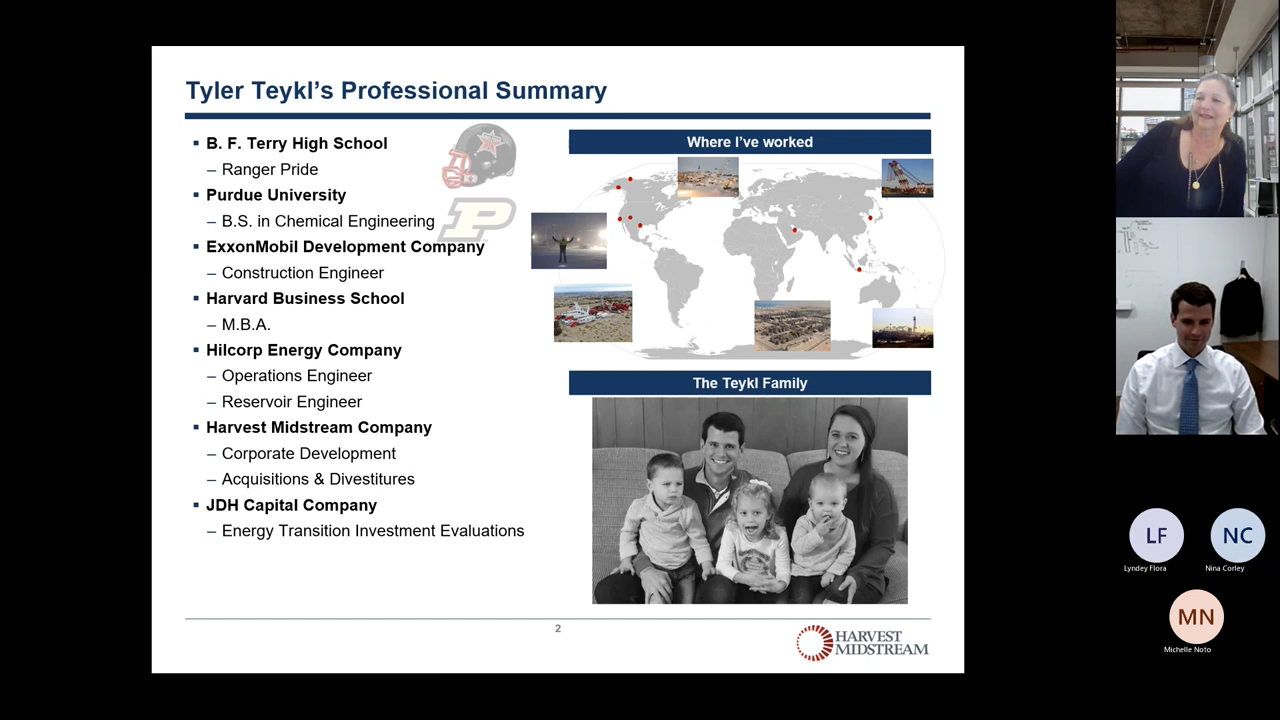 Tyler Teykl's Professional Summary
▪ B. F. Terry High School
– Ranger Pride
▪ Purdue University
– B.S. in Chemical Engineering
▪ ExxonMobil Development Company
– Construction Engineer
▪ Harvard Business School
– M.B.A.
▪ Hilcorp Energy Company
– Operations Engineer
– Reservoir Engineer
▪ Harvest Midstream Company
– Corporate Development
– Acquisitions & Divestitures
▪ JDH Capital Company
– Energy Transition Investment Evaluations
P
Where I've worked
The Teykl Family
2
HARVEST
MIDSTREAM
LF
Lyndey Flora
NC
Nina Corley
MN
Michelle Noto